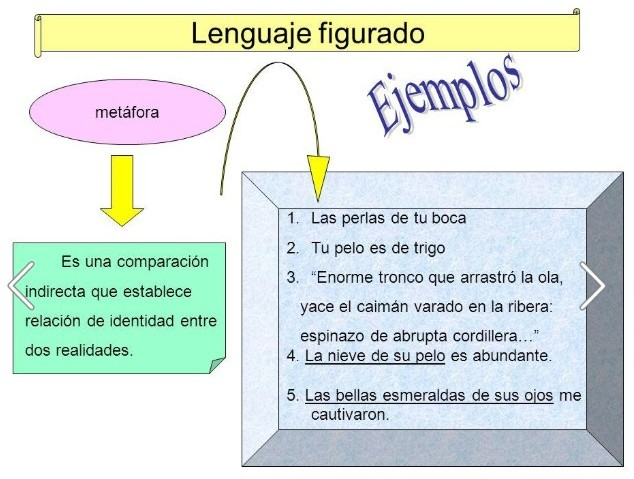 Lenguaje figurado
metáfora
Ejemplos
Es una comparación
indirecta que establece
relación de identidad entre
dos realidades.
1. Las perlas de tu boca
2. Tu pelo es de trigo
3. “Enorme tronco que arrastró la ola,
yace el caimán varado en la ribera:
espinazo de abrupta cordillera…”
4. La nieve de su pelo es abundante.
5. Las bellas esmeraldas de sus ojos me
cautivaron.